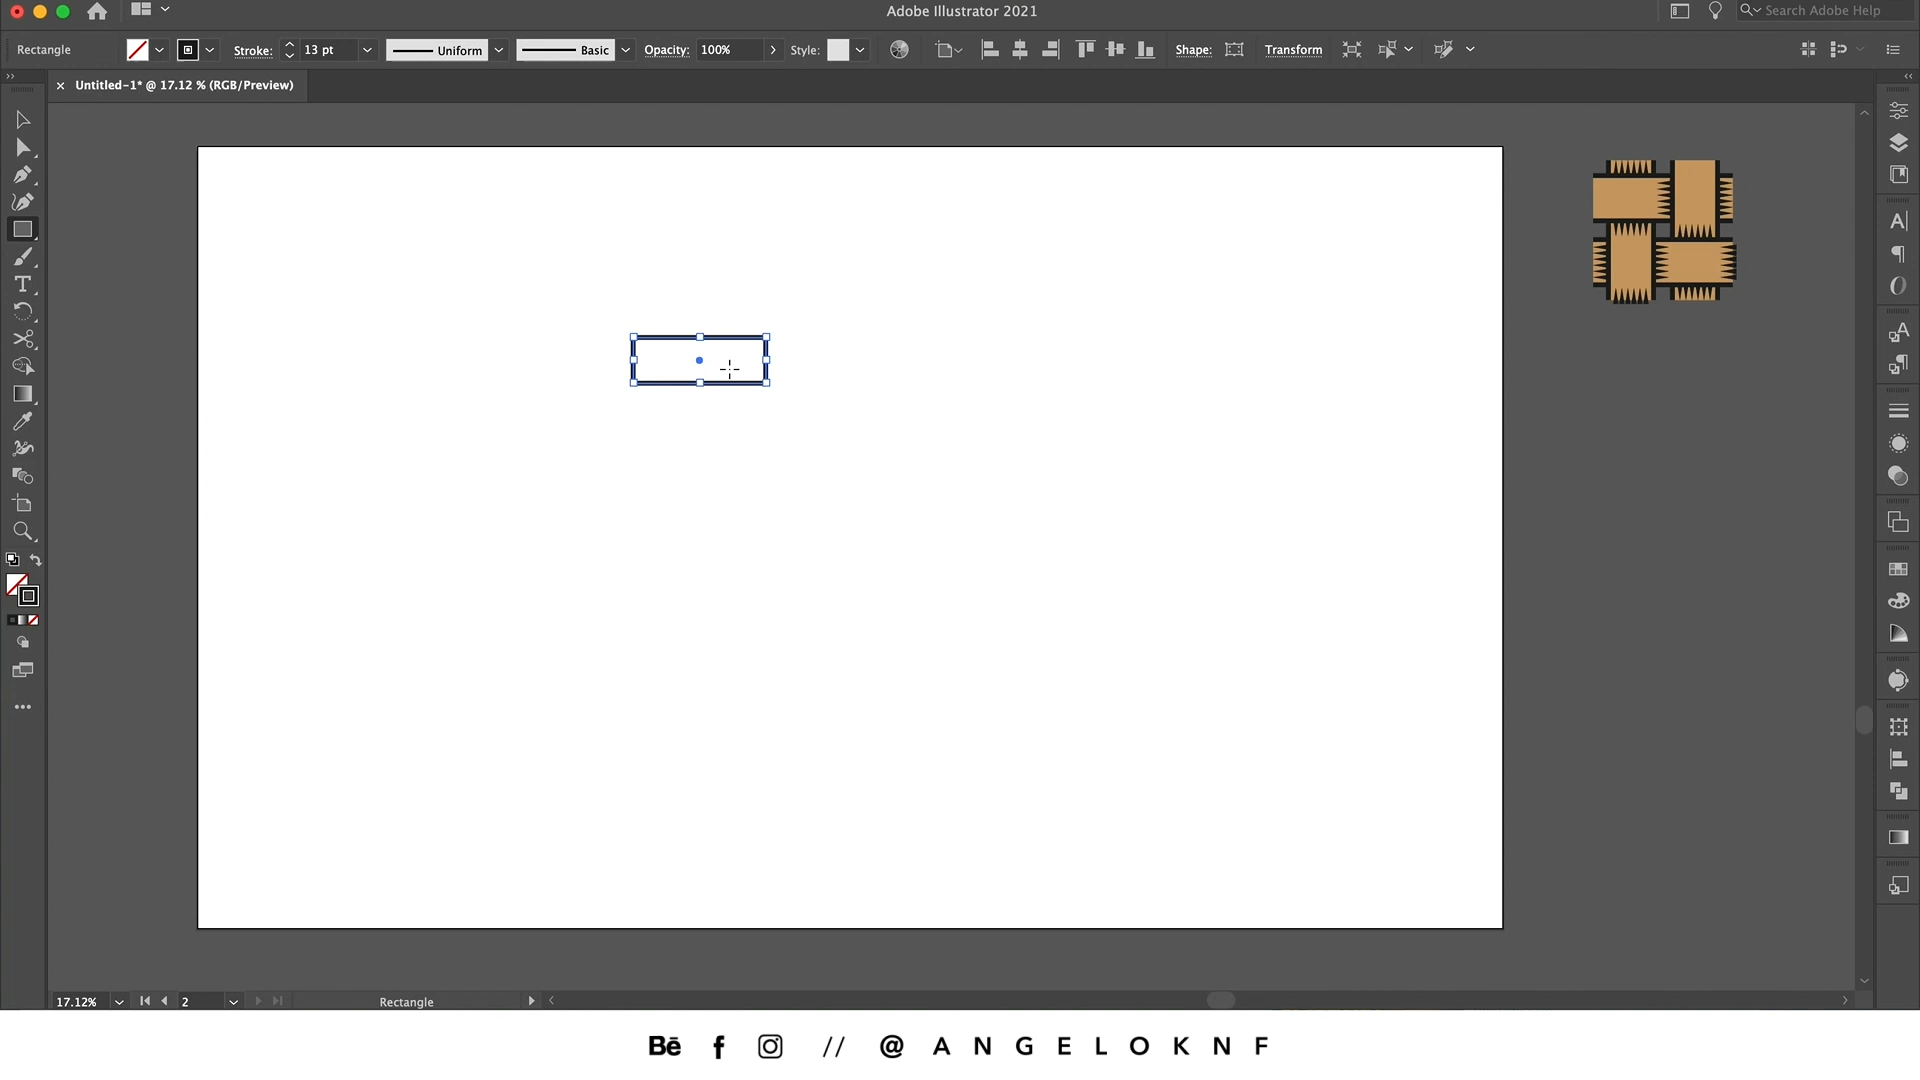 Adobe Illustrator 2021
Search Adobe Help
Rectangle
Stroke:
13 pt
Uniform
Basic
Opacity:
100%
Style:
Shape:
Transform
Untitled-1* @ 17.12 % (RGB/Preview)
17.12%
2
Rectangle
Bē f // @ANGELOKNF